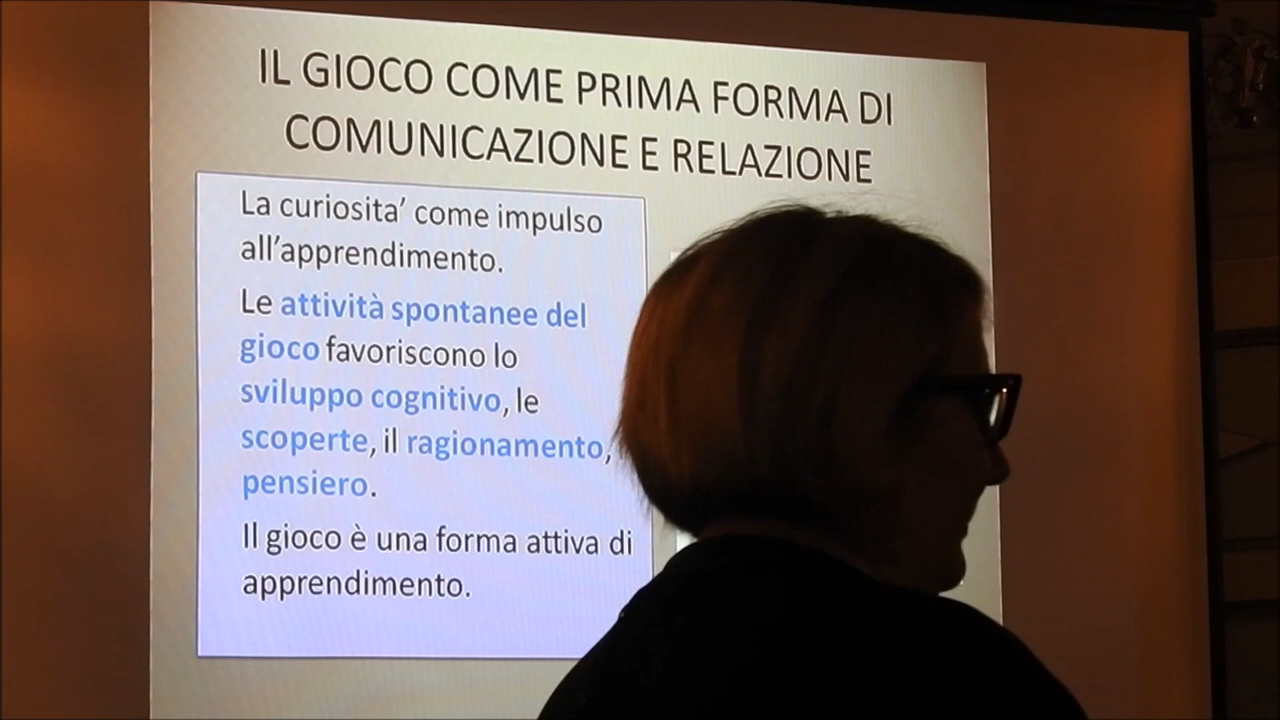 IL GIOCO COME PRIMA FORMA DI
COMUNICAZIONE E RELAZIONE
La curiosita’ come impulso
all’apprendimento.
Le attività spontanee del
gioco favoriscono lo
sviluppo cognitivo, le
scoperte, il ragionamento,
pensiero.
Il gioco è una forma attiva di
apprendimento.